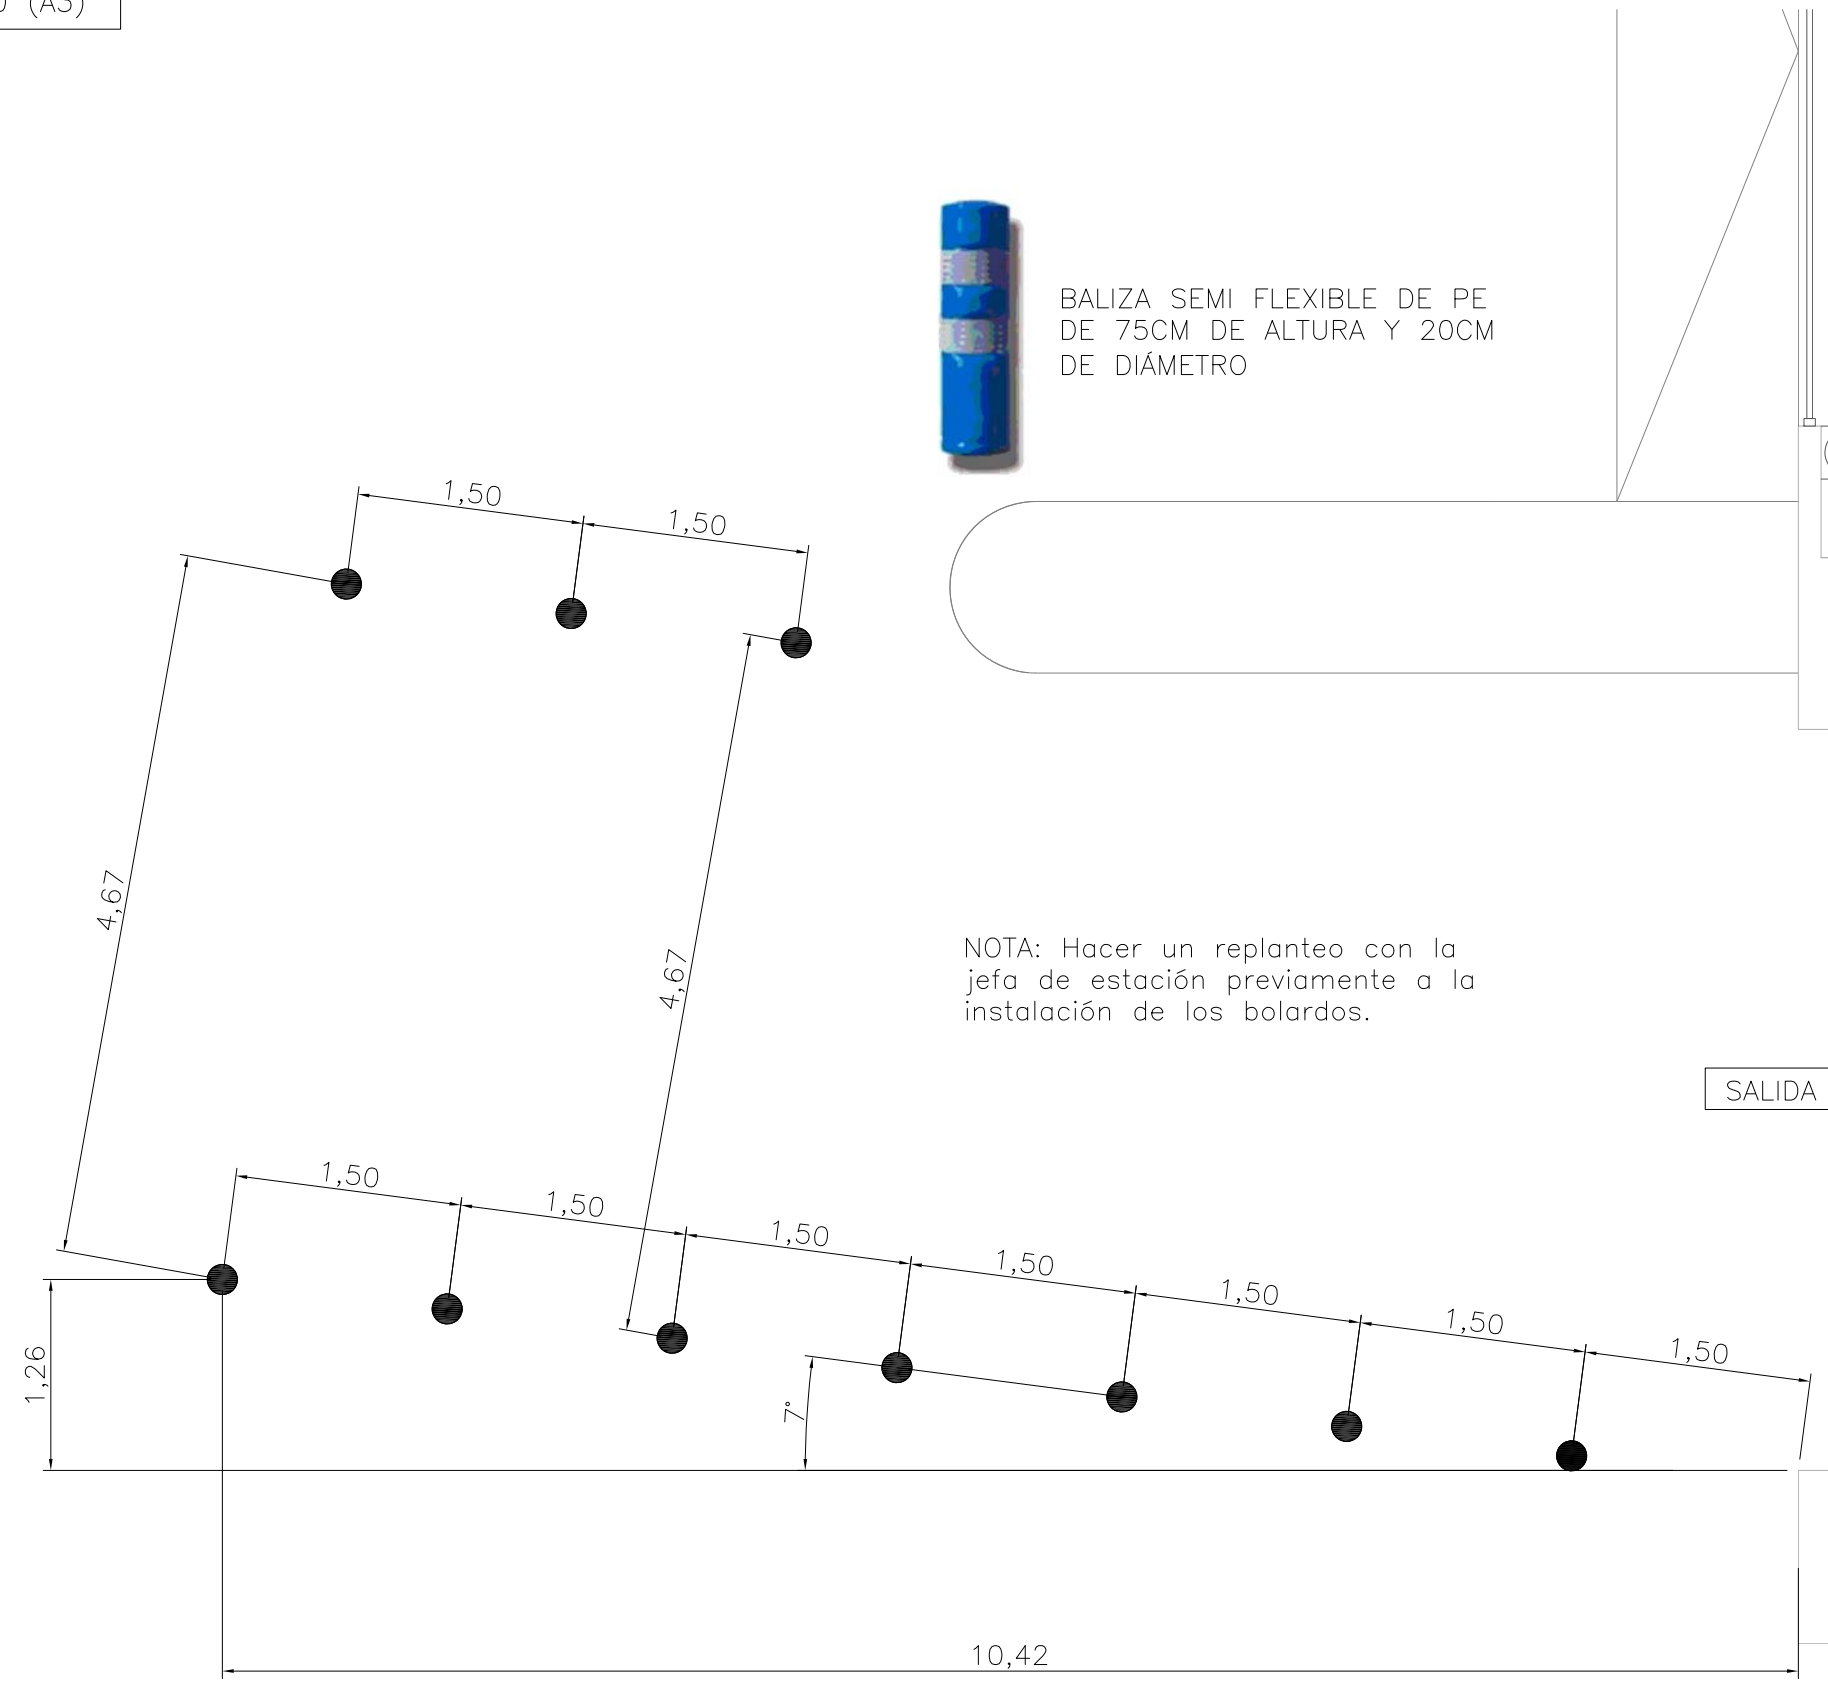 (A3)
BALIZA SEMI FLEXIBLE DE PE
DE 75CM DE ALTURA Y 20CM
DE DIÁMETRO
1,50
1,50
4,67
4,67
NOTA: Hacer un replanteo con la
jefa de estación previamente a la
instalación de los bolardos.
SALIDA
1,50
1,50
1,50
1,50
1,50
1,50
1,50
1,26
7°
10,42